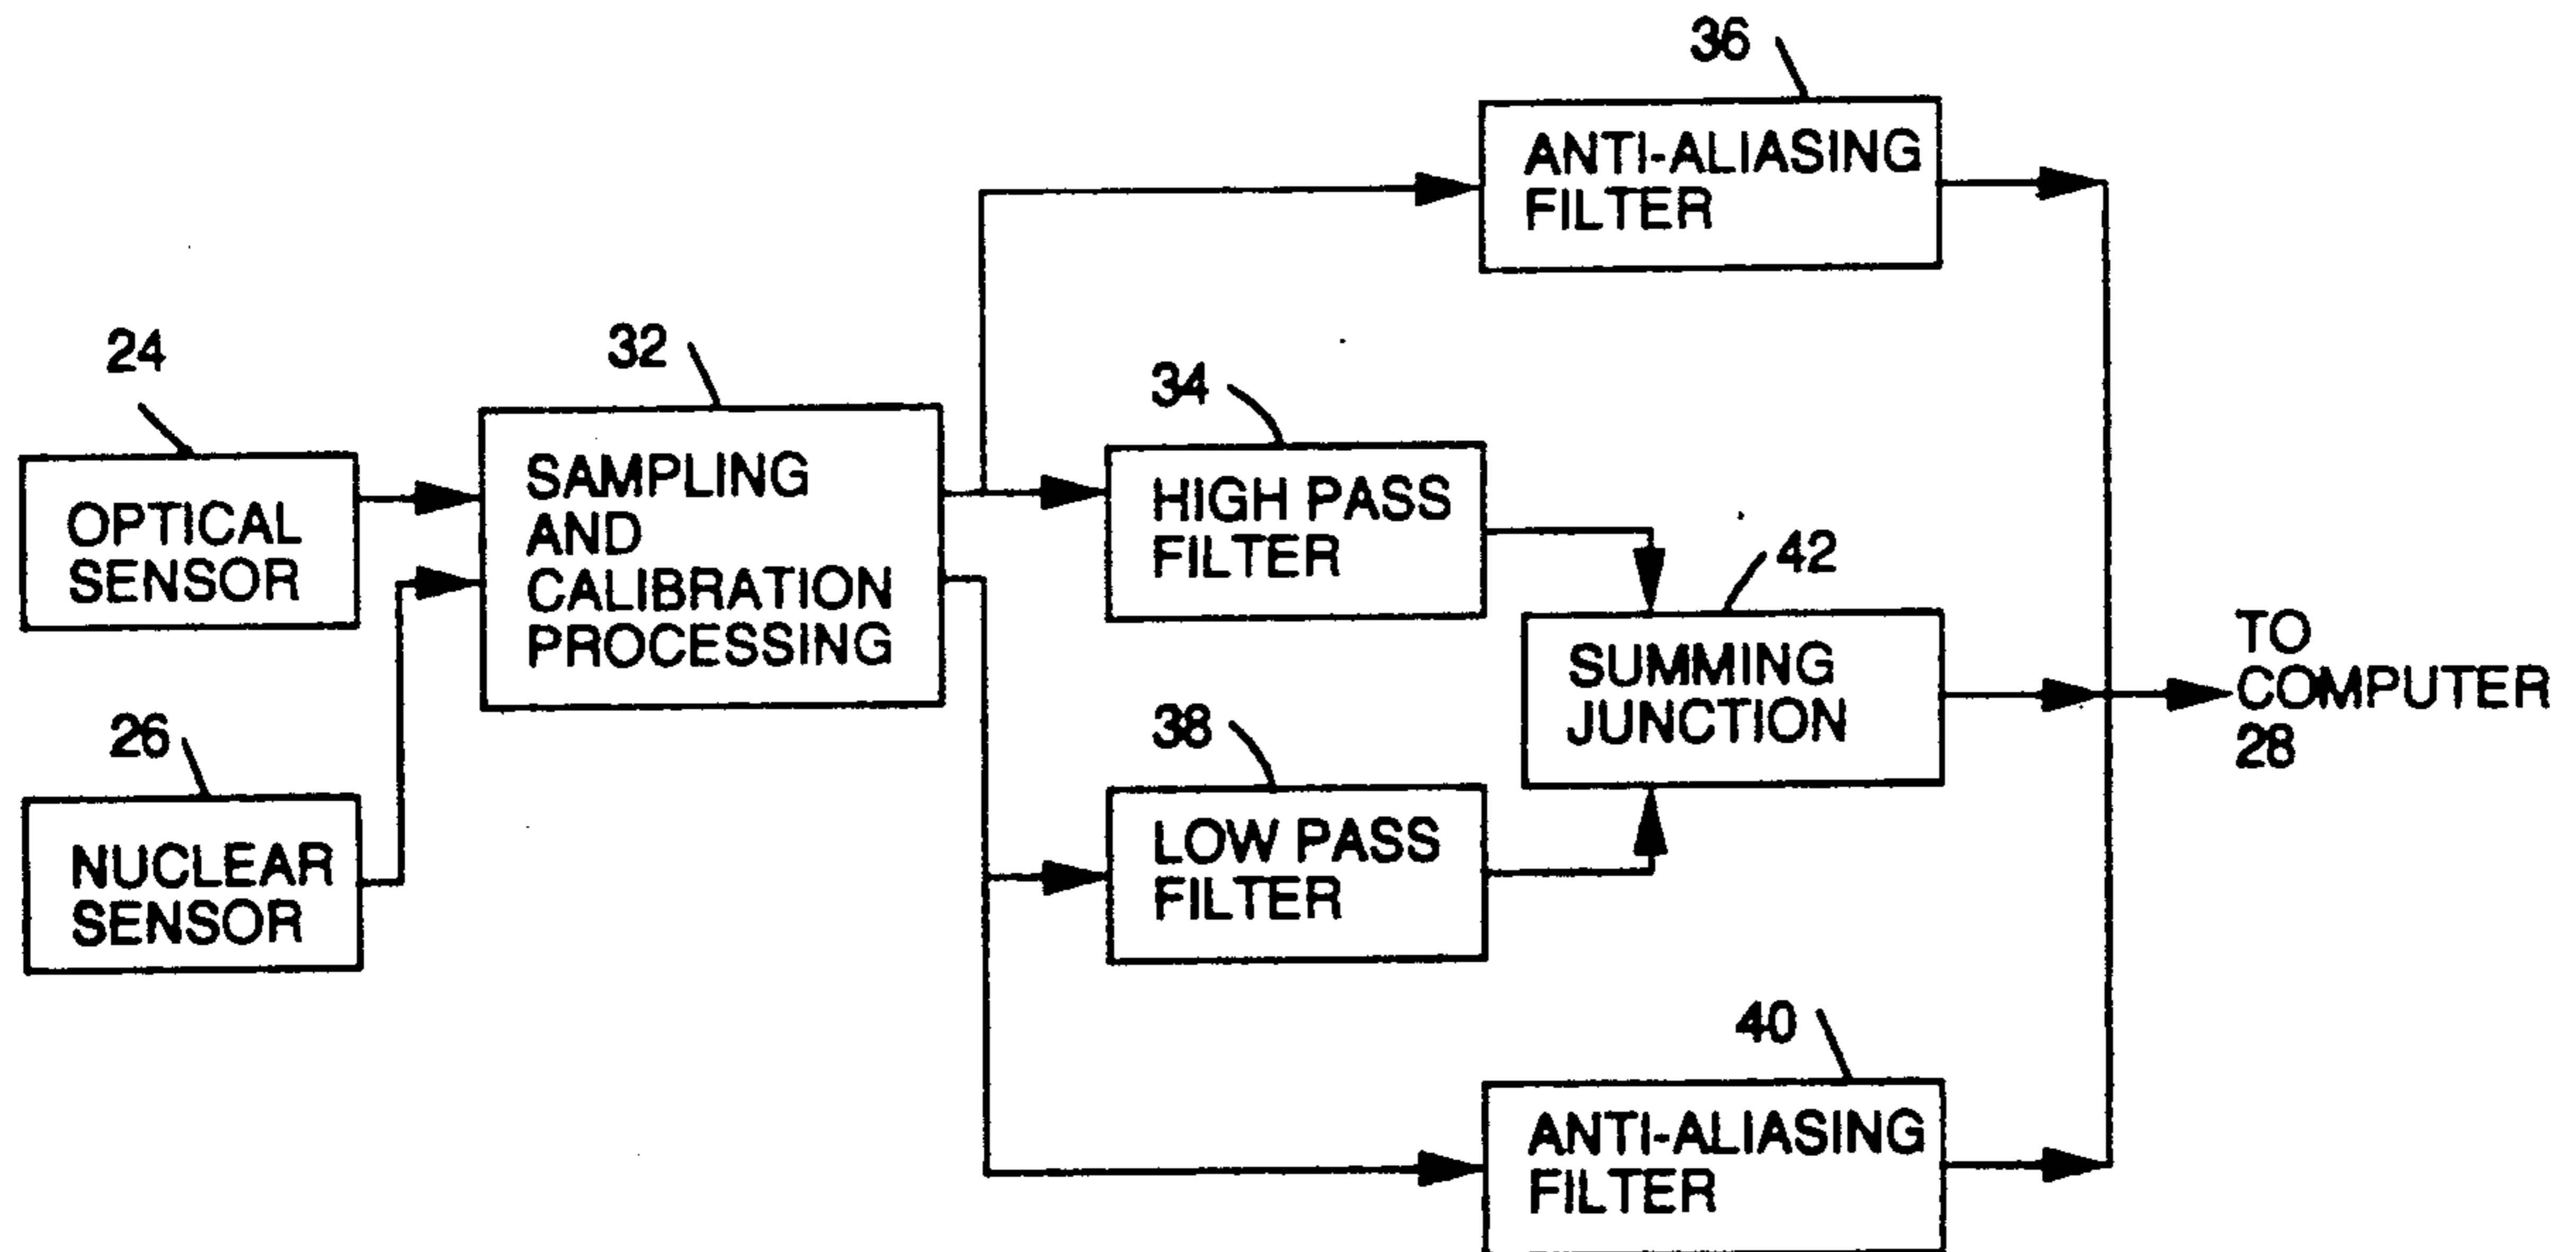 36
ANTI-ALIASING
FILTER
24
32
34
OPTICAL
SENSOR
SAMPLING
AND
CALIBRATION
PROCESSING
HIGH PASS
FILTER
42
SUMMING
JUNCTION
TO
COMPUTER
28
26
38
NUCLEAR
SENSOR
LOW PASS
FILTER
40
ANTI-ALIASING
FILTER